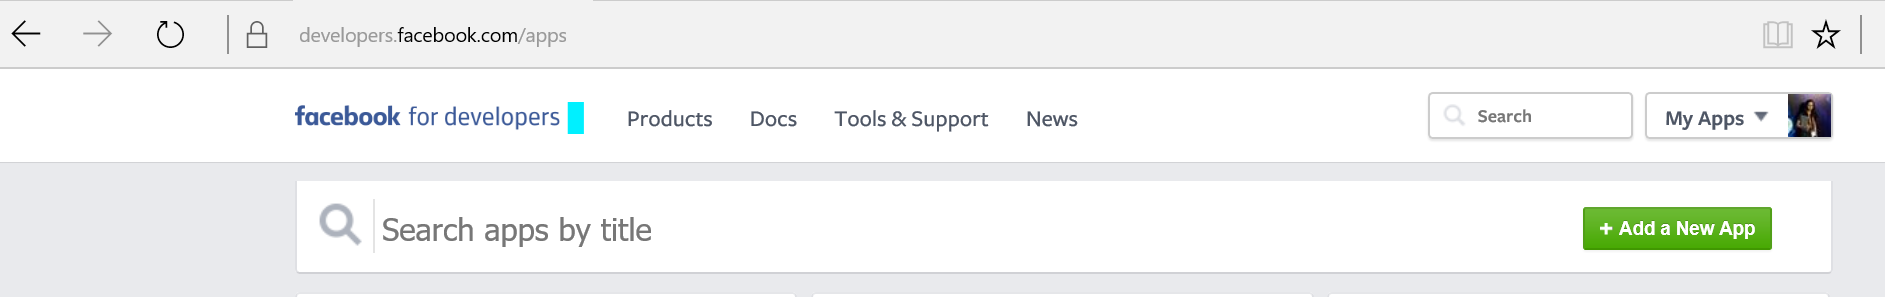 developers.facebook.com/apps
facebook for developers Products Docs Tools & Support News Search My Apps
Search apps by title + Add a New App